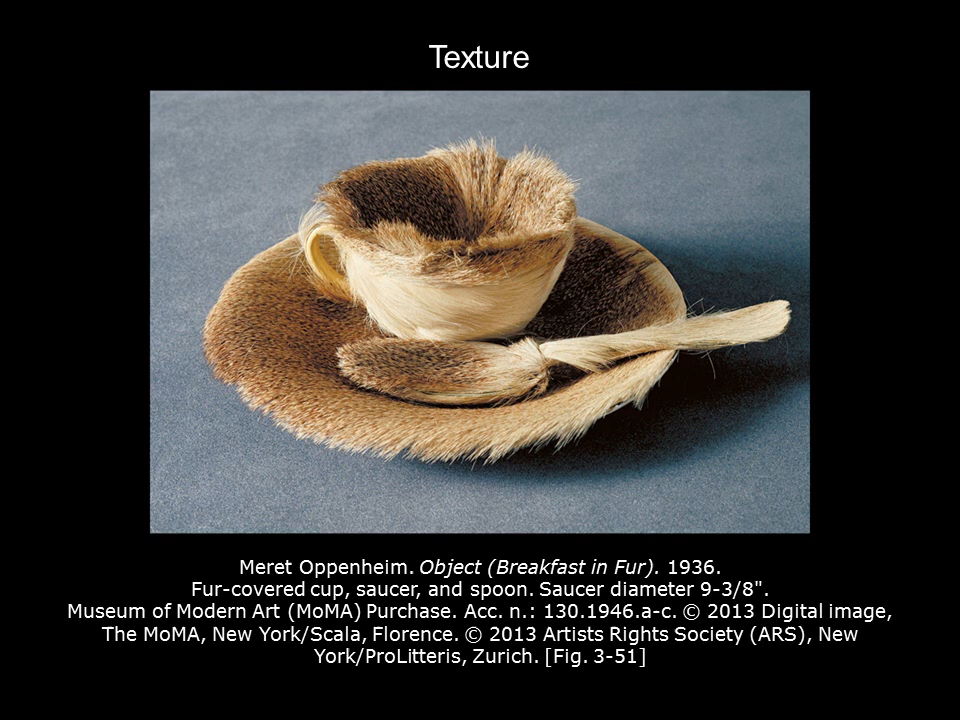 Texture
Meret Oppenheim. Object (Breakfast in Fur). 1936.
Fur-covered cup, saucer, and spoon. Saucer diameter 9-3/8".
Museum of Modern Art (MoMA) Purchase. Acc. n.: 130.1946.a-c. © 2013 Digital image,
The MoMA, New York/Scala, Florence. © 2013 Artists Rights Society (ARS), New
York/ProLitteris, Zurich. [Fig. 3-51]